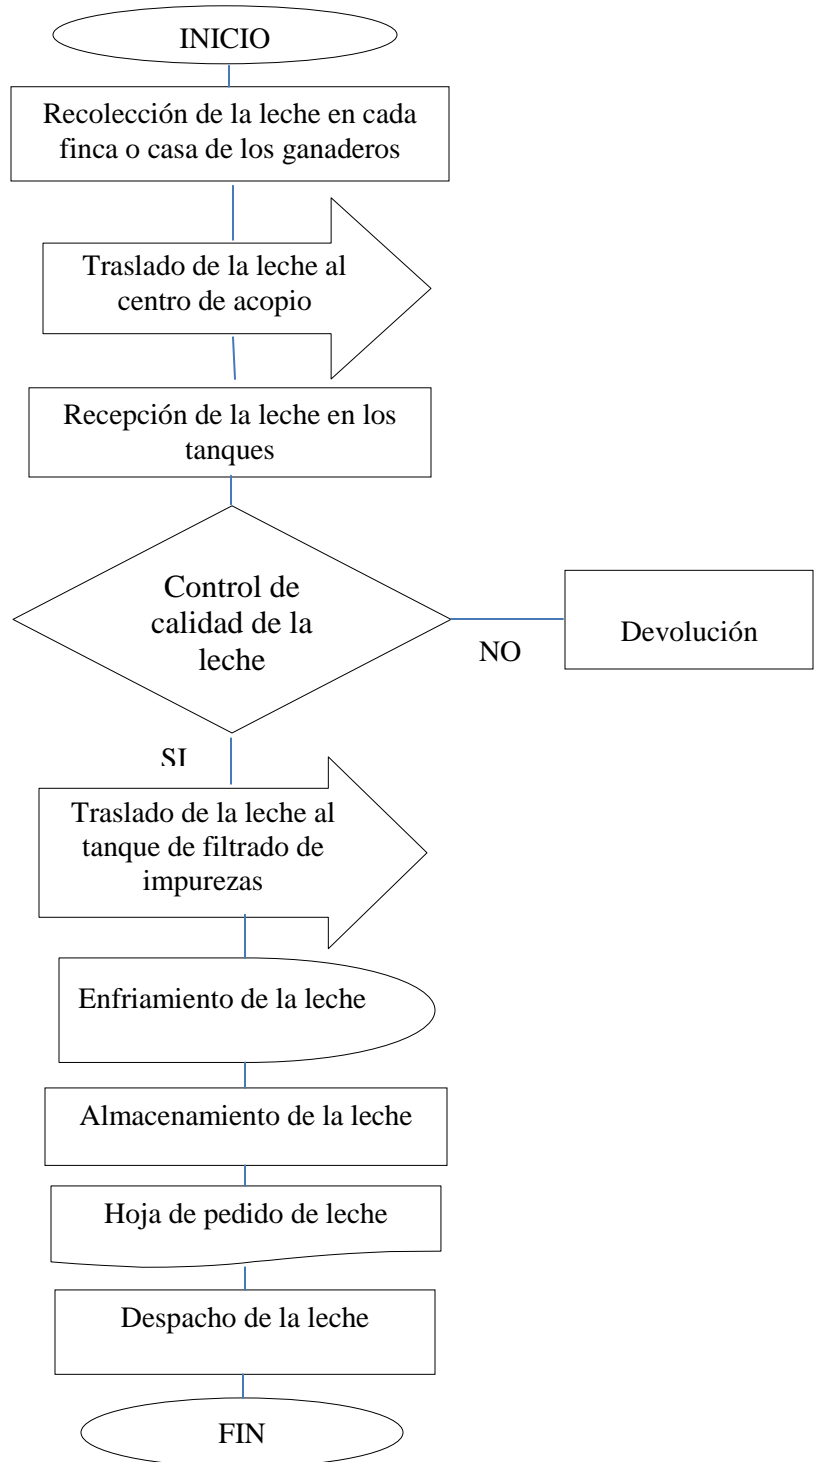 INICIO
Recolección de la leche en cada
finca o casa de los ganaderos
Traslado de la leche al
centro de acopio
Recepción de la leche en los
tanques
Control de
calidad de la
leche
NO
Devolución
SI
Traslado de la leche al
tanque de filtrado de
impurezas
Enfriamiento de la leche
Almacenamiento de la leche
Hoja de pedido de leche
Despacho de la leche
FIN